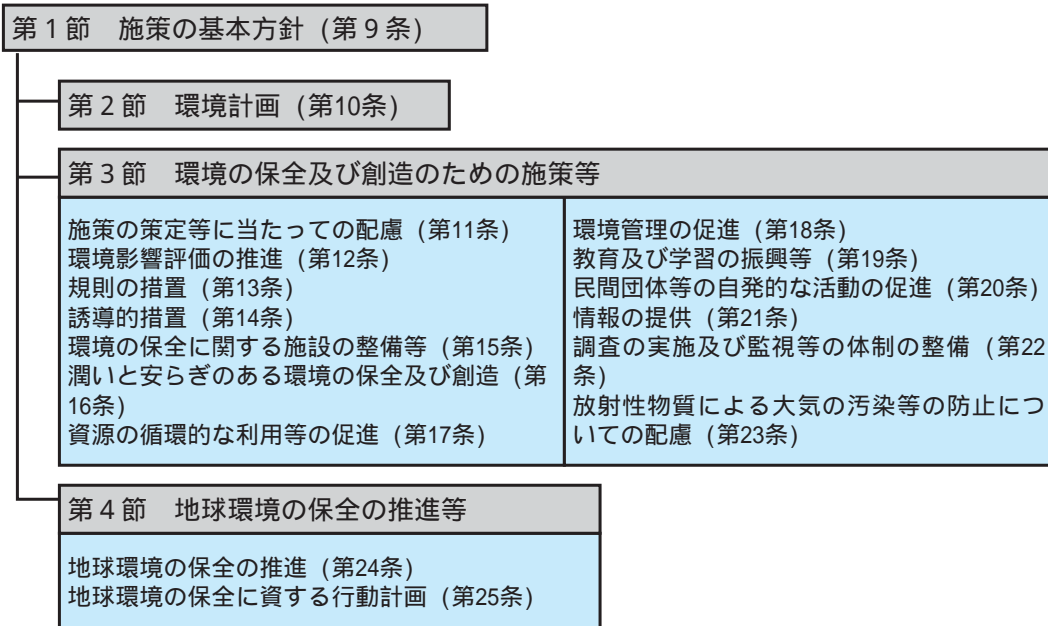 第１節　施策の基本方針（第９条）
第２節　環境計画（第10条）
第３節　環境の保全及び創造のための施策等
施策の策定等に当たっての配慮（第11条）
環境影響評価の推進（第12条）
規則の措置（第13条）
誘導的措置（第14条）
環境の保全に関する施設の整備等（第15条）
潤いと安らぎのある環境の保全及び創造（第
16条）
資源の循環的な利用等の促進（第17条）
環境管理の促進（第18条）
教育及び学習の振興等（第19条）
民間団体等の自発的な活動の促進（第20条）
情報の提供（第21条）
調査の実施及び監視等の体制の整備（第22
条）
放射性物質による大気の汚染等の防止につ
いての配慮（第23条）
第４節　地球環境の保全の推進等
地球環境の保全の推進（第24条）
地球環境の保全に資する行動計画（第25条）